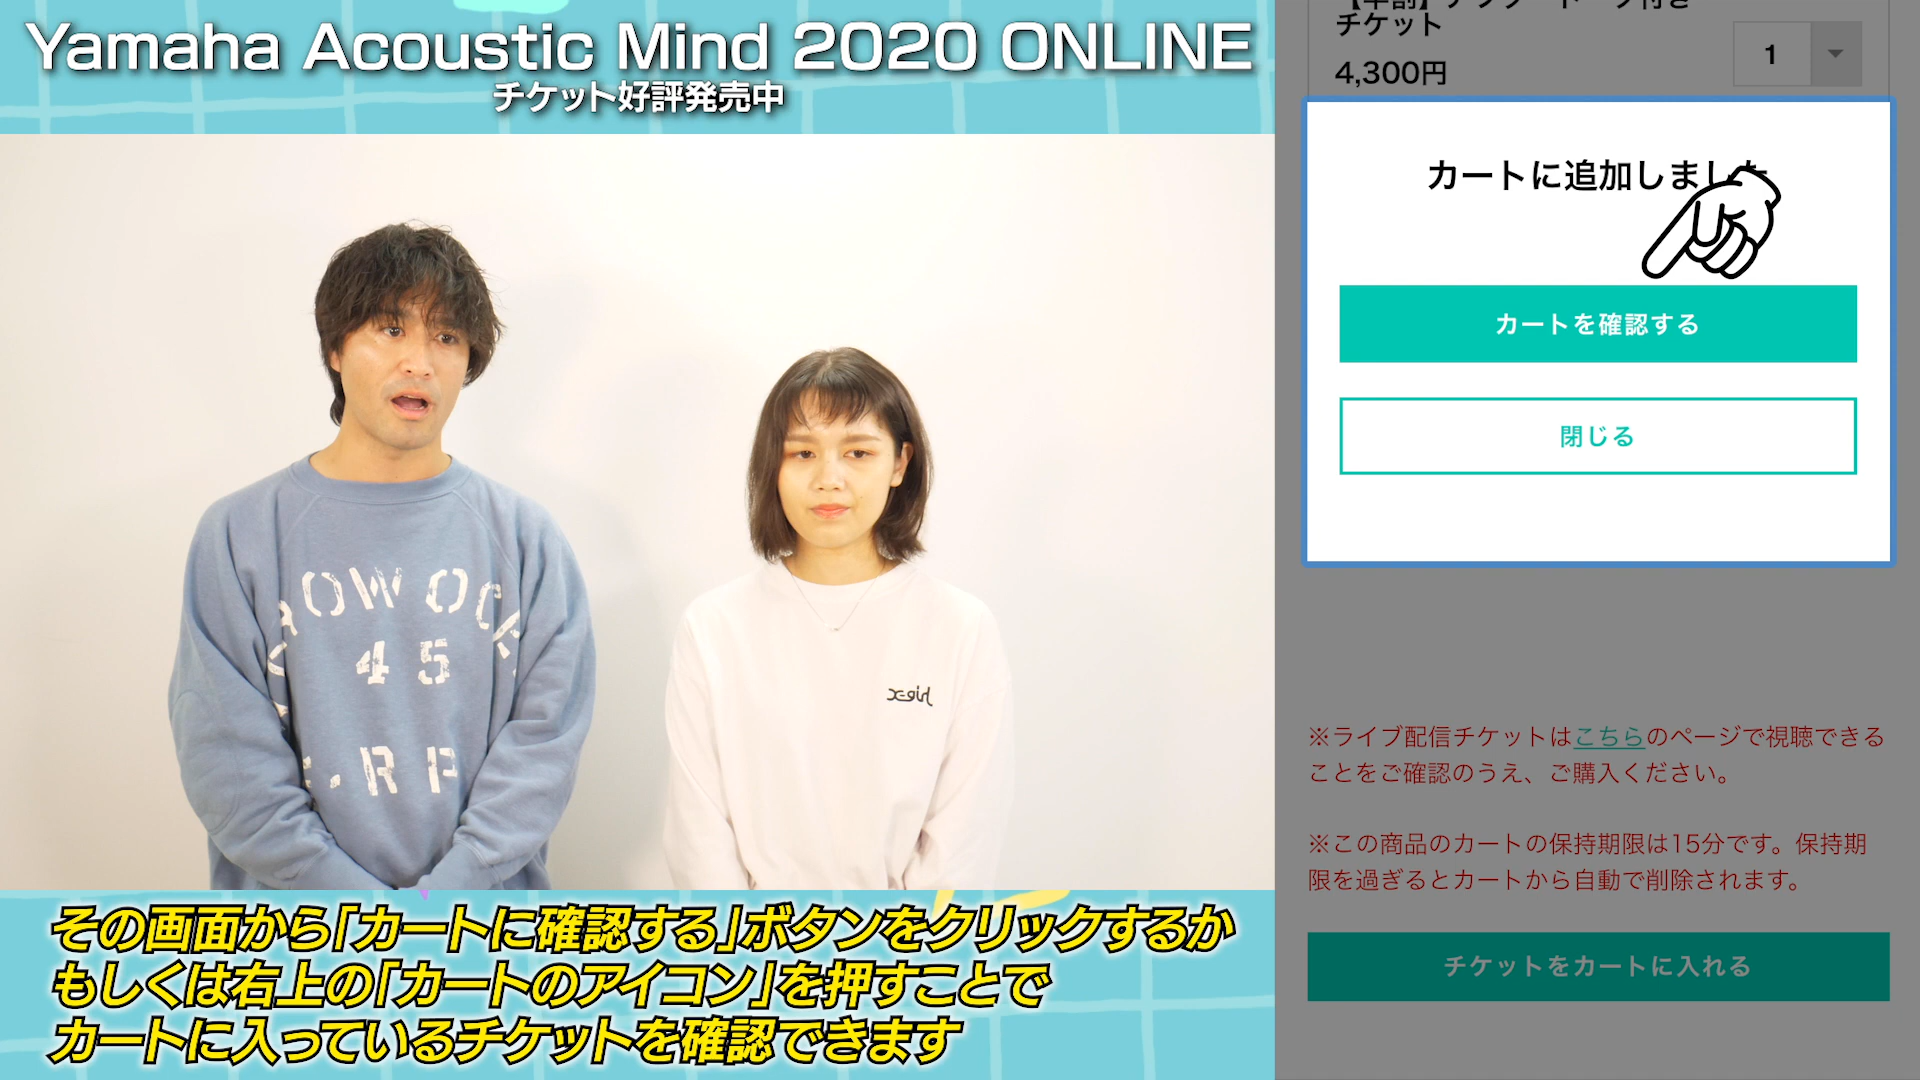 Yamaha Acoustic Mind 2020 ONLINE
チケット好評発売中
チケット
4,300円
1
カートに追加しました
カートを確認する
閉じる
※ライブ配信チケットはこちらのページで視聴できる
ことをご確認のうえ、ご購入ください。
※この商品のカートの保持期限は15分です。保持期
限を過ぎるとカートから自動で削除されます。
チケットをカートに入れる
45
x-girl
その画面から「カートに確認する」ボタンをクリックするか
もしくは右上の「カートのアイコン」を押すことで
カートに入っているチケットを確認できます